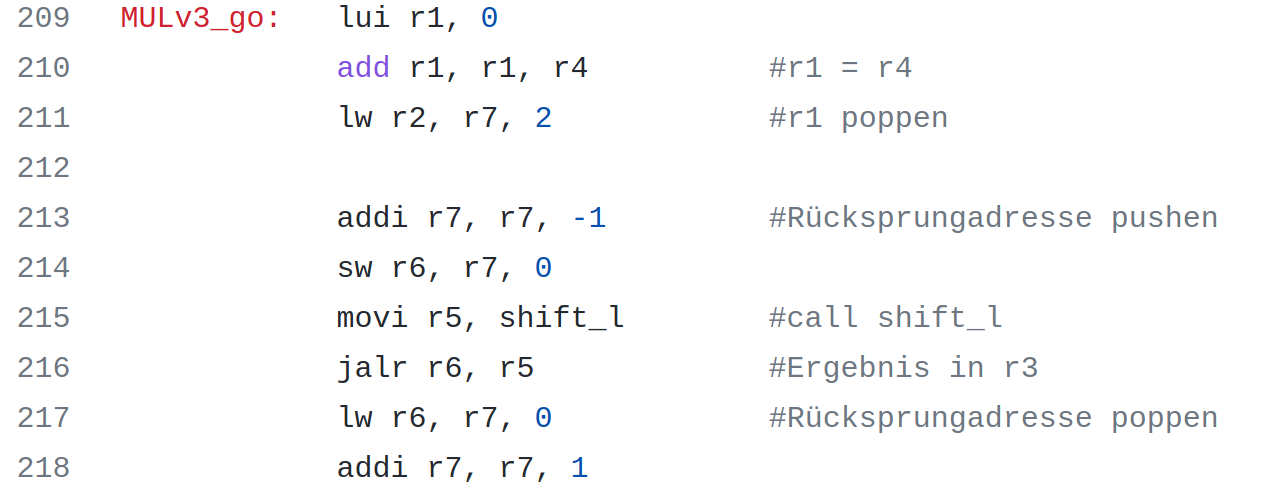 209 MULv3_go: lui r1, 0
210 add r1, r1, r4 #r1 = r4
211 lw r2, r7, 2 #r1 poppen
212
213 addi r7, r7, -1 #Rücksprungadresse pushen
214 sw r6, r7, 0
215 movi r5, shift_l #call shift_l
216 jalr r6, r5 #Ergebnis in r3
217 lw r6, r7, 0 #Rücksprungadresse poppen
218 addi r7, r7, 1